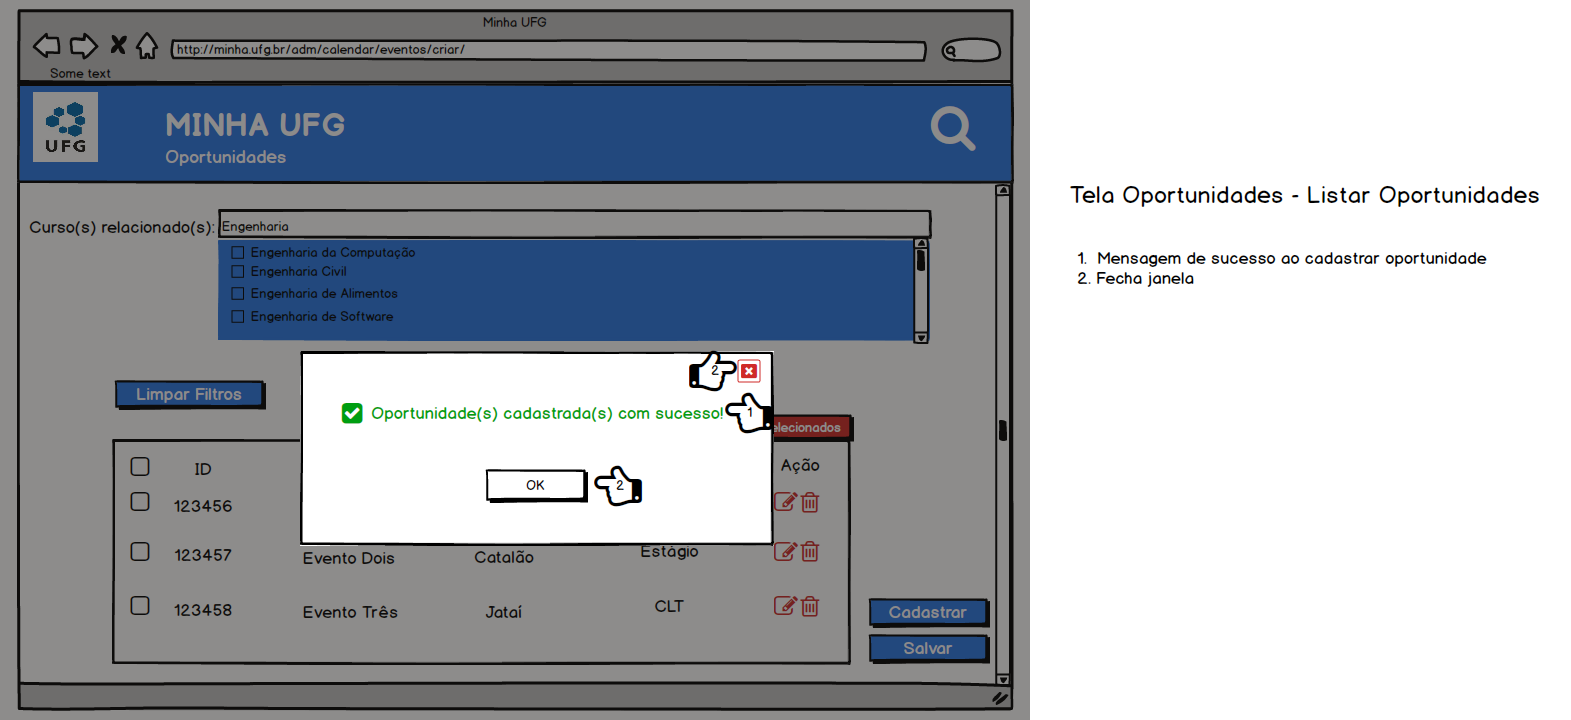 Minha UFG
http://minha.ufg.br/adm/calendar/eventos/criar/
Some text
UFG
MINHA UFG
Oportunidades
Curso(s) relacionado(s):
Engenharia
Engenharia da Computação
Engenharia Civil
Engenharia de Alimentos
Engenharia de Software
Limpar Filtros
2
Oportunidade(s) cadastrada(s) com sucesso!
1
OK
2
ID
Ação
123456
123457
Evento Dois
Catalão
Estágio
123458
Evento Três
Jataí
CLT
Cadastrar
Salvar
Tela Oportunidades - Listar Oportunidades
1. Mensagem de sucesso ao cadastrar oportunidade
2. Fecha janela